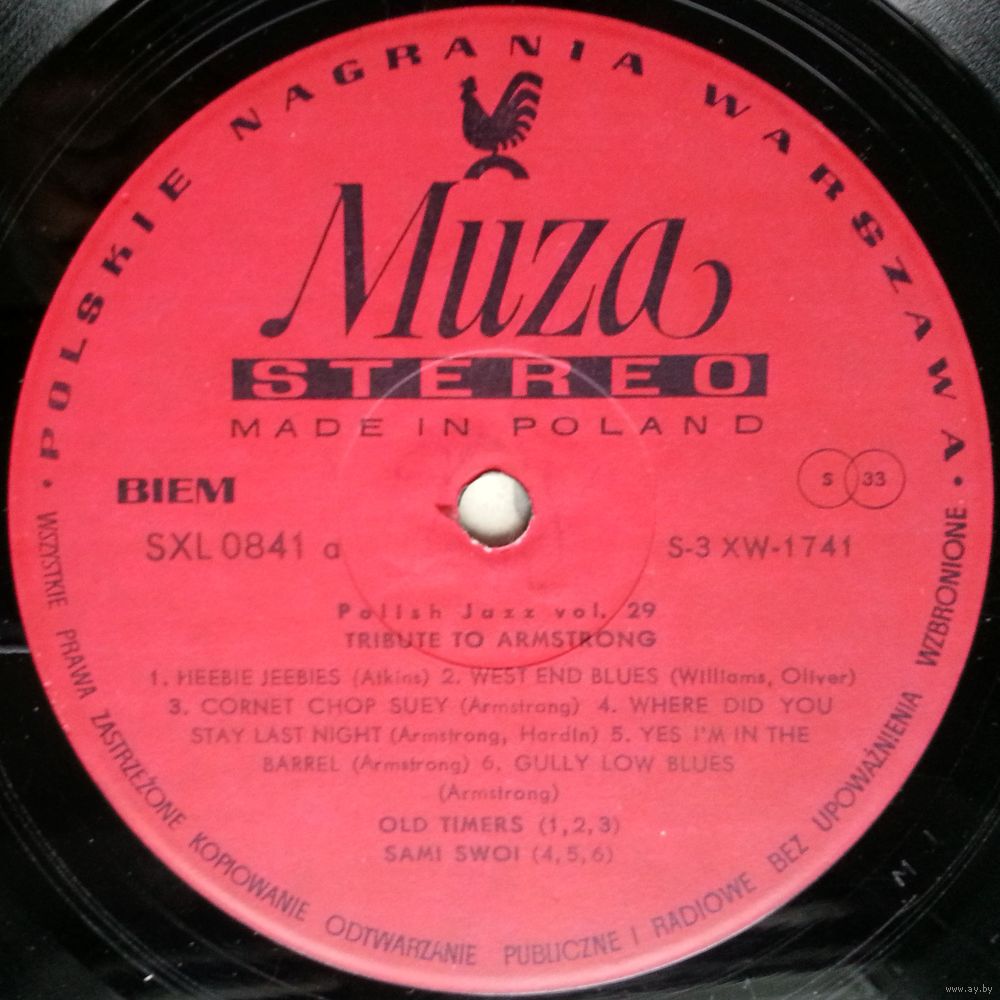 • POLSKIE NAGRANIA WARSZAWA •
Muza
STEREO
MADE IN POLAND
BIEM
S 33
SXL 0841 a
S-3 XW-1741
Polish Jazz vol. 29
TRIBUTE TO ARMSTRONG
1. HEEBIE JEEBIES (Atkins) 2. WEST END BLUES (Williams, Oliver)
3. CORNET CHOP SUEY (Armstrong) 4. WHERE DID YOU
STAY LAST NIGHT (Armstrong, Hardin) 5. YES I'M IN THE
BARREL (Armstrong) 6. GULLY LOW BLUES
(Armstrong)
OLD TIMERS (1,2,3)
SAMI SWOI (4,5,6)
WSZYSTKIE PRAWA ZASTRZEŻONE KOPIOWANIE ODTWARZANIE PUBLICZNE I RADIOWE BEZ UPOWAŻNIENIA WZBRONIONE
M 1
www.ay.by